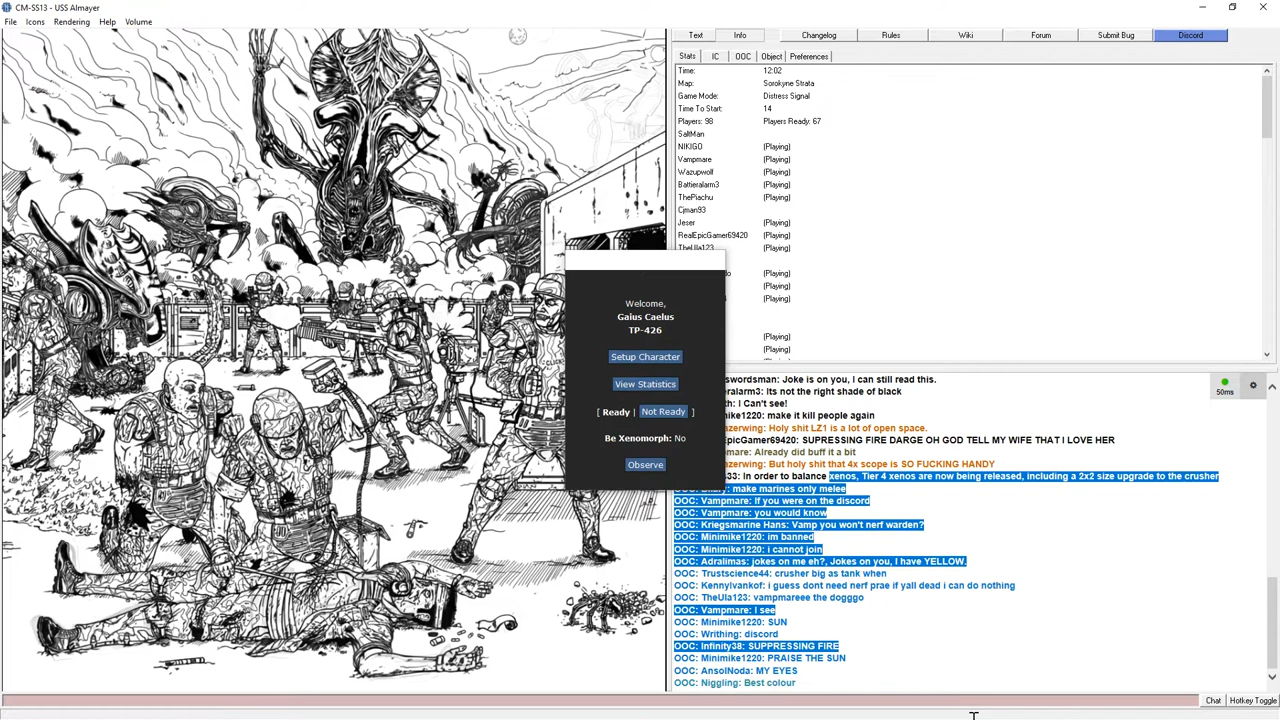 CM-SS13 - USS Almayer
File Icons Rendering Help Volume
Text Info Changelog Rules Wiki Forum Submit Bug Discord
Stats IC OOC Object Preferences
Time: 12:02
Map: Sorokyne Strata
Game Mode: Distress Signal
Time To Start: 14
Players: 98 Players Ready: 67
SaltMan
NIKIGO (Playing)
Vampmare (Playing)
Wazupwolf (Playing)
Battleralarm3 (Playing)
ThePiachu (Playing)
Cjman93
Jeser (Playing)
RealEpicGamer69420 (Playing)
TheUla123 (Playing)
(Playing)
(Playing)
(Playing)
(Playing)
(Playing)
Welcome,
Gaius Caelus
TP-426
Setup Character
View Statistics
[ Ready | Not Ready ]
Be Xenomorph: No
Observe
swordsman: Joke is on you, I can still read this.
eralarm3: Its not the right shade of black
h: I Can't see!
mike1220: make it kill people again
azerwing: Holy shit LZ1 is a lot of open space.
EpicGamer69420: SUPRESSING FIRE DARGE OH GOD TELL MY WIFE THAT I LOVE HER
mare: Already did buff it a bit
azerwing: But holy shit that 4x scope is SO FUCKING HANDY
33: In order to balance xenos, Tier 4 xenos are now being released, including a 2x2 size upgrade to the crusher
make marines only melee
OOC: Vampmare: If you were on the discord
OOC: Vampmare: you would know
OOC: Kriegsmarine Hans: Vamp you won't nerf warden?
OOC: Minimike1220: im banned
OOC: Minimike1220: i cannot join
OOC: Adralimas: jokes on me eh?, Jokes on you, I have YELLOW.
OOC: Trustscience44: crusher big as tank when
OOC: KennyIvankof: i guess dont need nerf prae if yall dead i can do nothing
OOC: TheUla123: vampmareee the dogggo
OOC: Vampmare: I see
OOC: Minimike1220: SUN
OOC: Writhing: discord
OOC: Infinity38: SUPPRESSING FIRE
OOC: Minimike1220: PRAISE THE SUN
OOC: AnsolNoda: MY EYES
OOC: Niggling: Best colour
50ms
Chat Hotkey Toggle